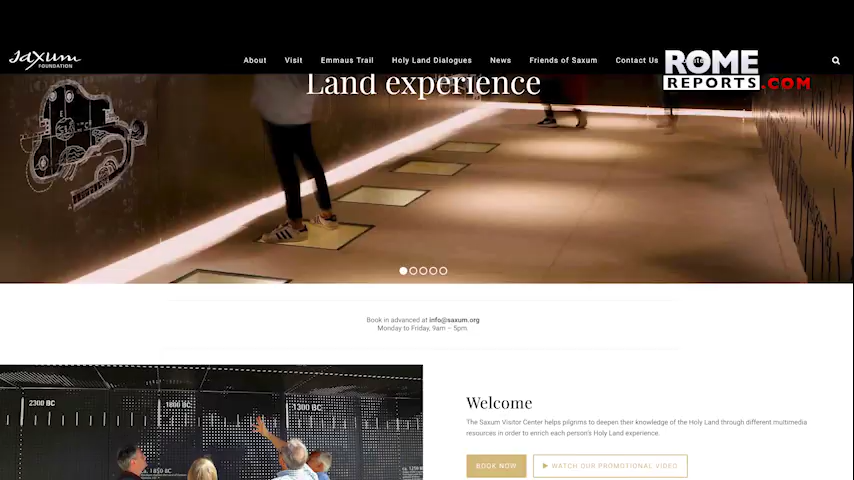 saxum
FOUNDATION
About Visit Emmaus Trail Holy Land Dialogues News Friends of Saxum Contact Us
ROME
REPORTS.COM
Land experience
Book in advanced at info@saxum.org
Monday to Friday, 9am – 5pm.
2300 BC
1800 BC
1300 BC
ca. 1850 BC
Welcome
The Saxum Visitor Center helps pilgrims to deepen their knowledge of the Holy Land through different multimedia
resources in order to enrich each person's Holy Land experience.
BOOK NOW
WATCH OUR PROMOTIONAL VIDEO